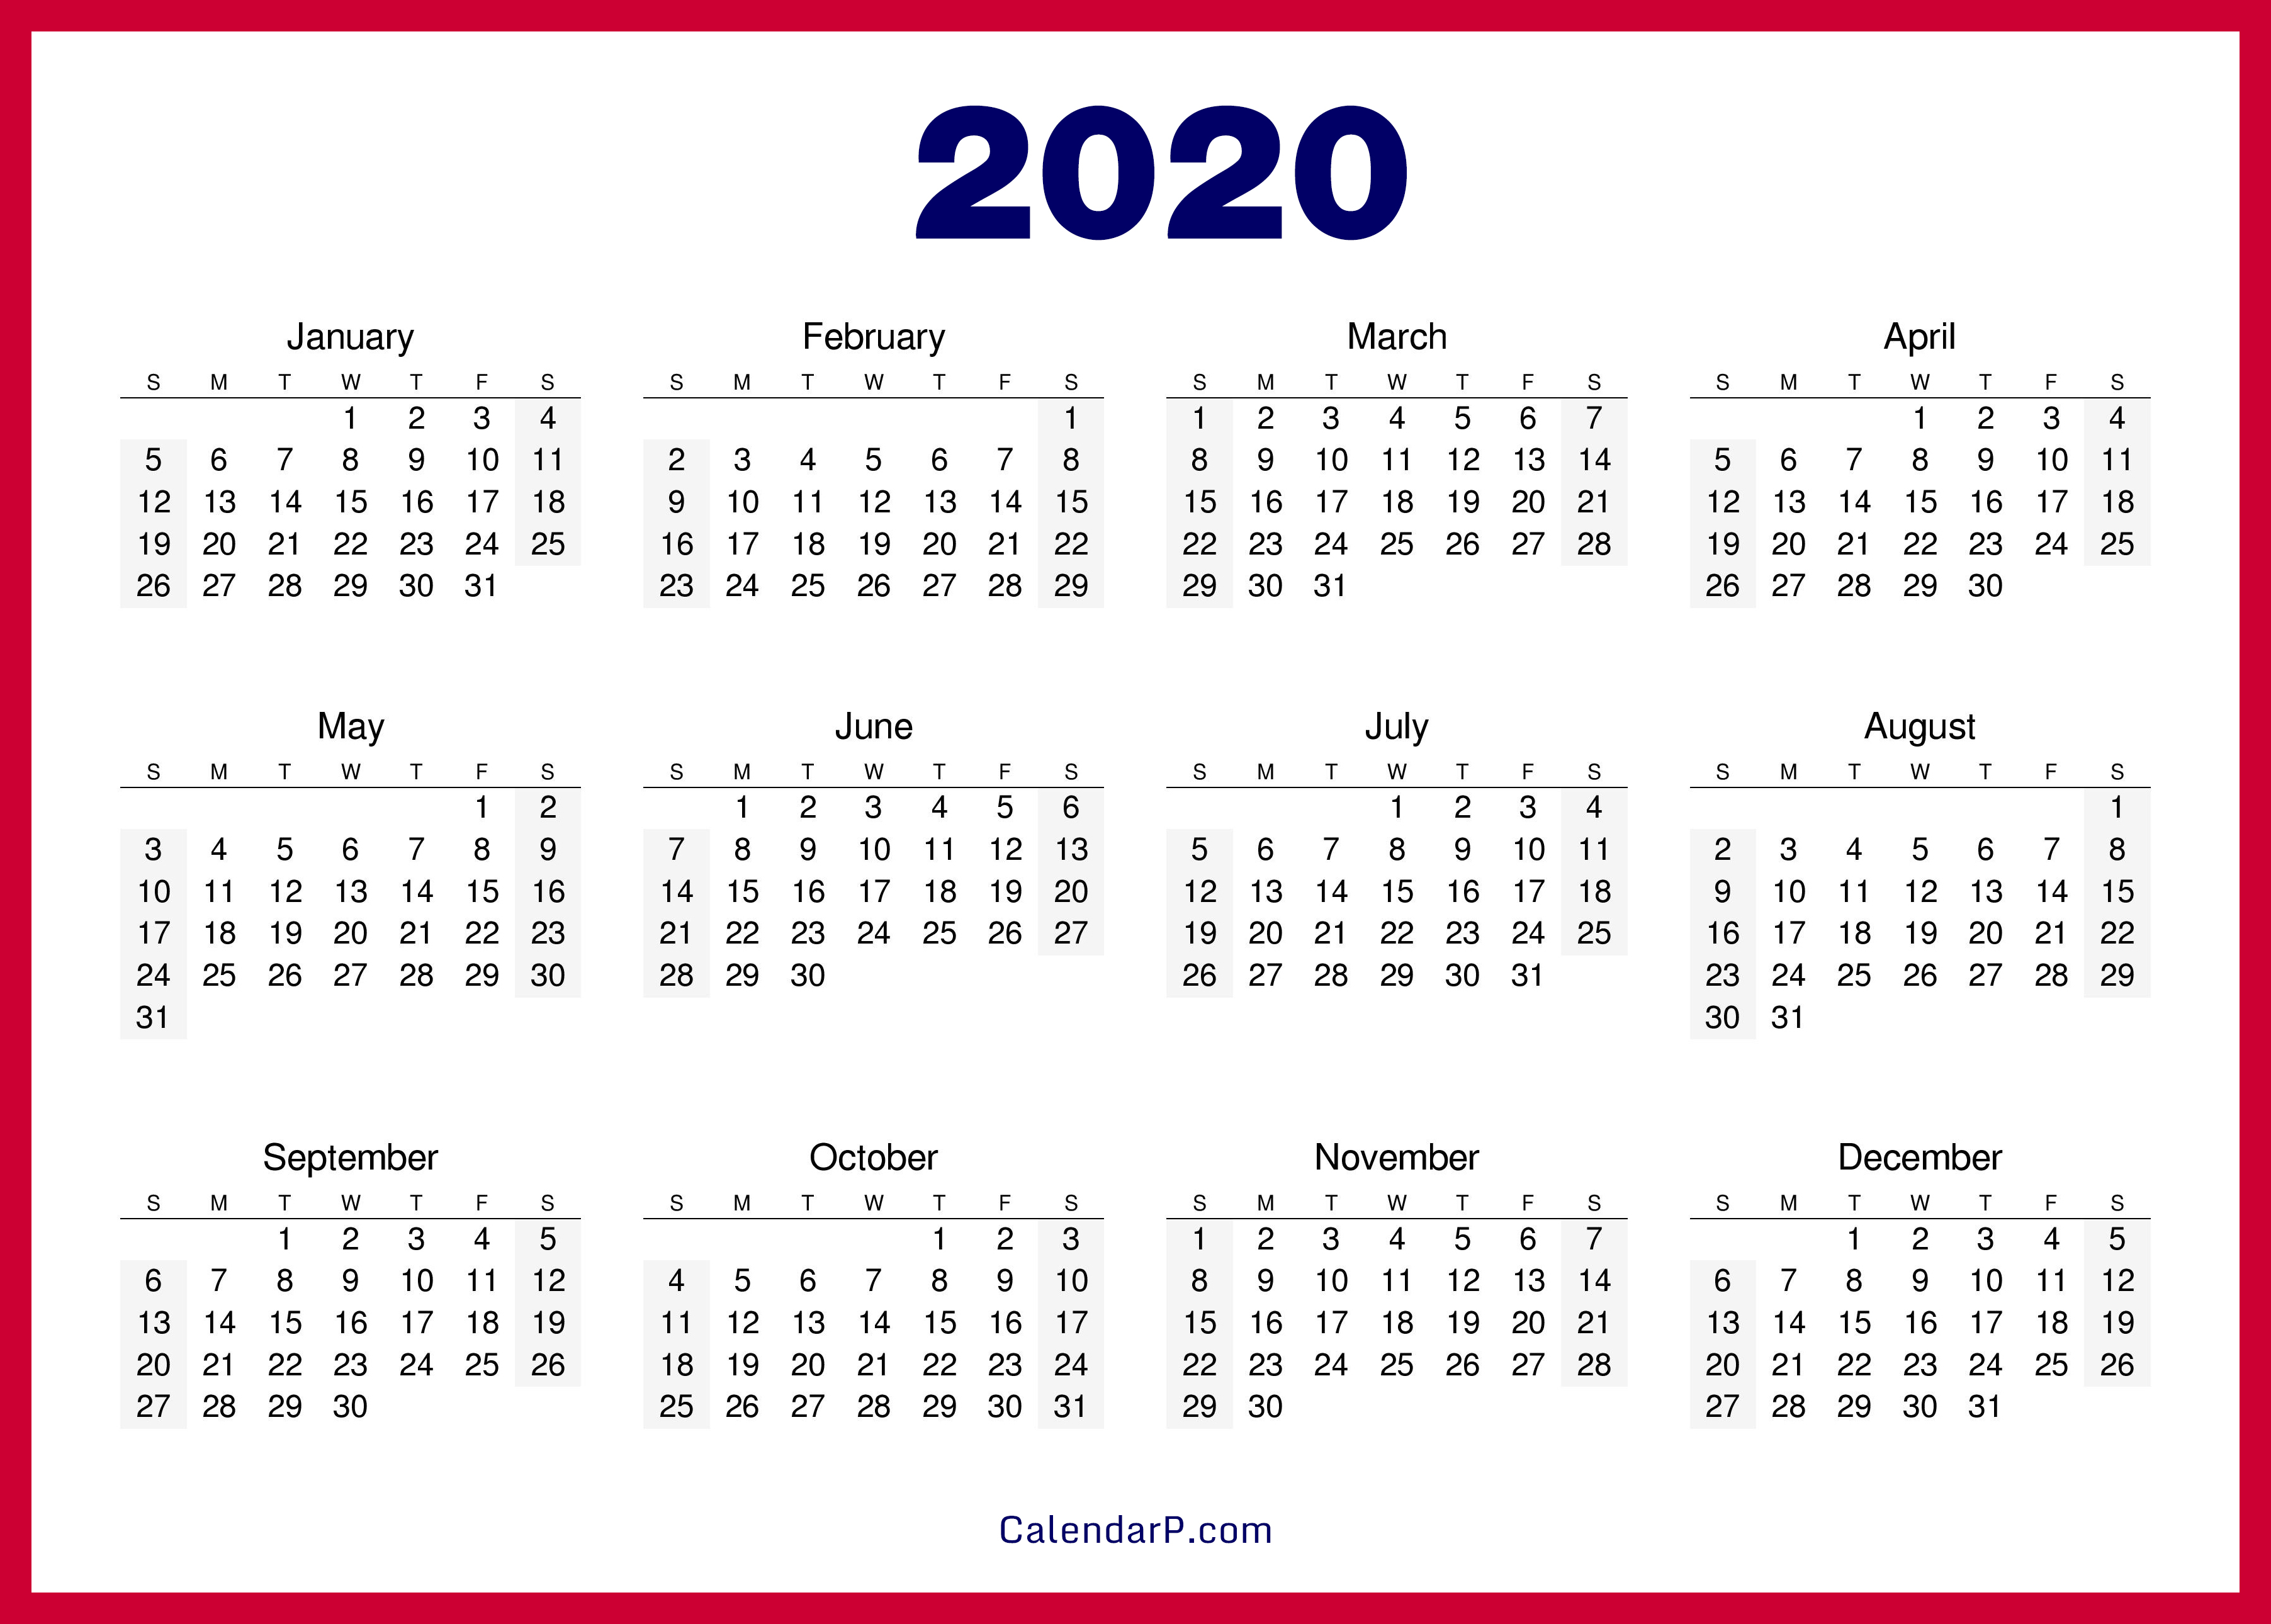 2020
January February March April
S M T W T F S S M T W T F S S M T W T F S S M T W T F S
1 2 3 4 1 1 2 3 4 5 6 7 1 2 3 4
5 6 7 8 9 10 11 2 3 4 5 6 7 8 8 9 10 11 12 13 14 5 6 7 8 9 10 11
12 13 14 15 16 17 18 9 10 11 12 13 14 15 15 16 17 18 19 20 21 12 13 14 15 16 17 18
19 20 21 22 23 24 25 16 17 18 19 20 21 22 22 23 24 25 26 27 28 19 20 21 22 23 24 25
26 27 28 29 30 31 23 24 25 26 27 28 29 29 30 31 26 27 28 29 30
May June July August
S M T W T F S S M T W T F S S M T W T F S S M T W T F S
1 2 1 2 3 4 5 6 1 2 3 4 1
3 4 5 6 7 8 9 7 8 9 10 11 12 13 5 6 7 8 9 10 11 2 3 4 5 6 7 8
10 11 12 13 14 15 16 14 15 16 17 18 19 20 12 13 14 15 16 17 18 9 10 11 12 13 14 15
17 18 19 20 21 22 23 21 22 23 24 25 26 27 19 20 21 22 23 24 25 16 17 18 19 20 21 22
24 25 26 27 28 29 30 28 29 30 26 27 28 29 30 31 23 24 25 26 27 28 29
31 30 31
September October November December
S M T W T F S S M T W T F S S M T W T F S S M T W T F S
1 2 3 4 5 1 2 3 1 2 3 4 5 6 7 1 2 3 4 5
6 7 8 9 10 11 12 4 5 6 7 8 9 10 8 9 10 11 12 13 14 6 7 8 9 10 11 12
13 14 15 16 17 18 19 11 12 13 14 15 16 17 15 16 17 18 19 20 21 13 14 15 16 17 18 19
20 21 22 23 24 25 26 18 19 20 21 22 23 24 22 23 24 25 26 27 28 20 21 22 23 24 25 26
27 28 29 30 25 26 27 28 29 30 31 29 30 27 28 29 30 31
CalendarP.com